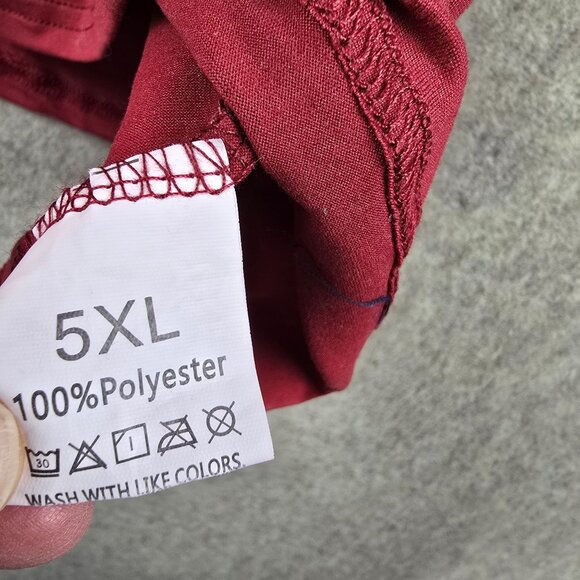 5XL
100%Polyester
30
WASH WITH LIKE COLORS.